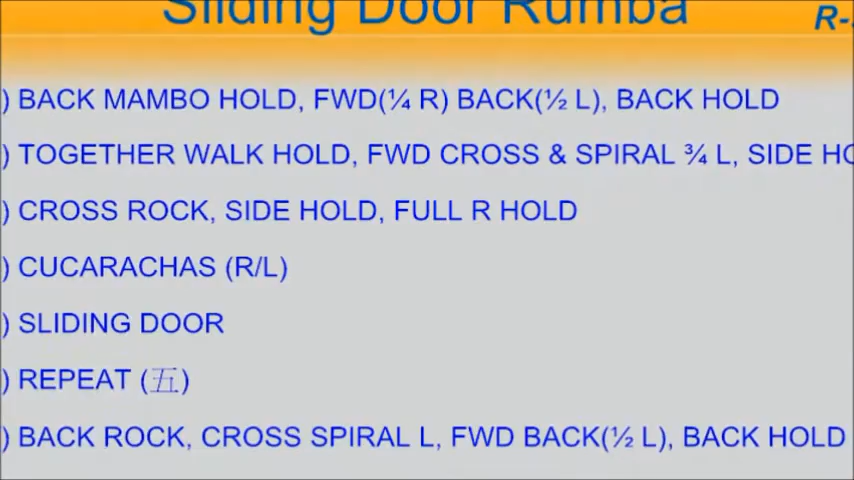 Sliding Door Rumba
) BACK MAMBO HOLD, FWD(¼ R) BACK(½ L), BACK HOLD
) TOGETHER WALK HOLD, FWD CROSS & SPIRAL ¾ L, SIDE
) CROSS ROCK, SIDE HOLD, FULL R HOLD
) CUCARACHAS (R/L)
) SLIDING DOOR
) REPEAT (五)
) BACK ROCK, CROSS SPIRAL L, FWD BACK(½ L), BACK HOLD